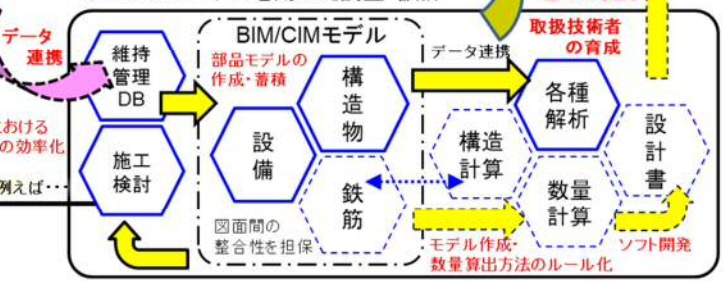 BIM/CIMモデル
データ
連携
維持
管理
DB
部品モデルの
作成・蓄積
構
造
物
データ連携
取扱技術者
の育成
各種
解析
における
の効率化
施工
検討
設
備
鉄
筋
構造
計算
数量
計算
設
計
書
例えば・・・
図面間の
整合性を担保
モデル作成・
数量算出方法のルール化
ソフト開発